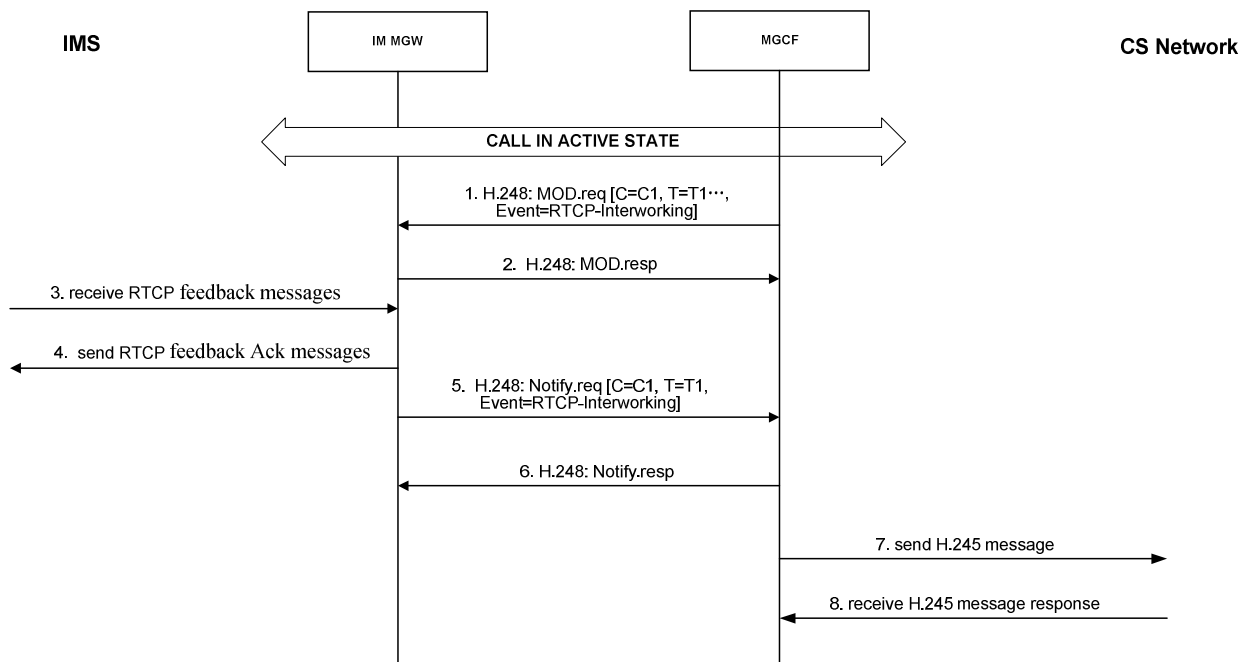 IMS
IM MGW
MGCF
CS Network
CALL IN ACTIVE STATE
1. H.248: MOD.req [C=C1, T=T1⋯,
Event=RTCP-Interworking]
2. H.248: MOD.resp
3. receive RTCP feedback messages
4. send RTCP feedback Ack messages
5. H.248: Notify.req [C=C1, T=T1,
Event=RTCP-Interworking]
6. H.248: Notify.resp
7. send H.245 message
8. receive H.245 message response